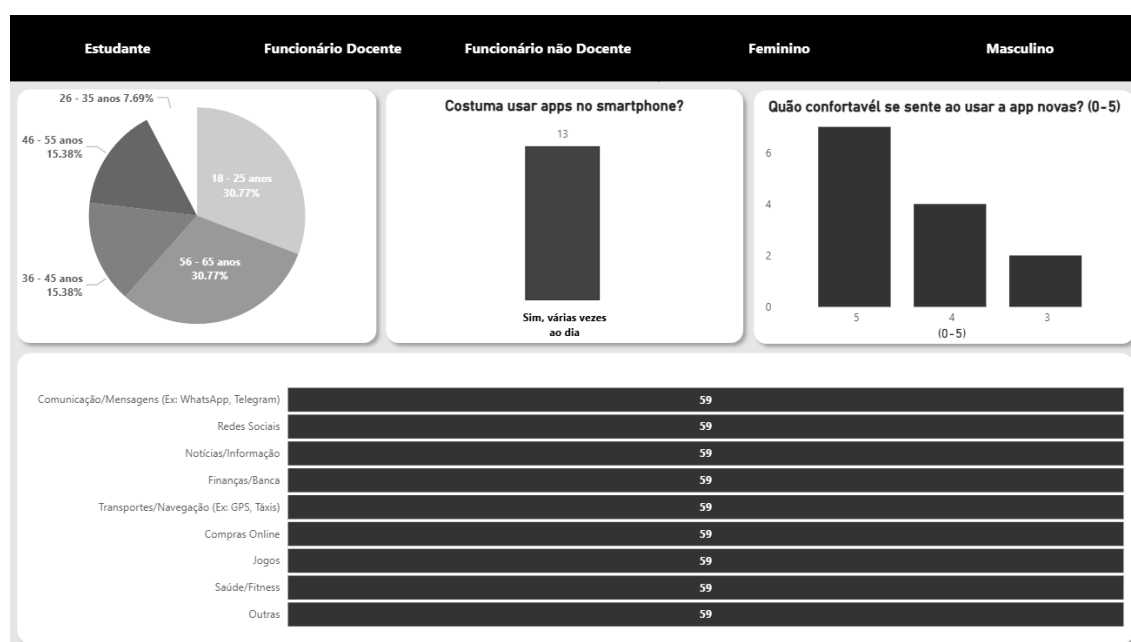 Estudante
Funcionário Docente
Funcionário não Docente
Feminino
Masculino
26 - 35 anos 7.69%
46 - 55 anos
15.38%
18 - 25 anos
30.77%
56 - 65 anos
30.77%
36 - 45 anos
15.38%
Costuma usar apps no smartphone?
13
Sim, várias vezes
ao dia
Quão confortavél se sente ao usar a app novas? (0-5)
6
4
2
0
5
4
3
(0-5)
Comunicação/Mensagens (Ex: WhatsApp, Telegram)
59
Redes Sociais
59
Notícias/Informação
59
Finanças/Banca
59
Transportes/Navegação (Ex: GPS, Táxis)
59
Compras Online
59
Jogos
59
Saúde/Fitness
59
Outras
59